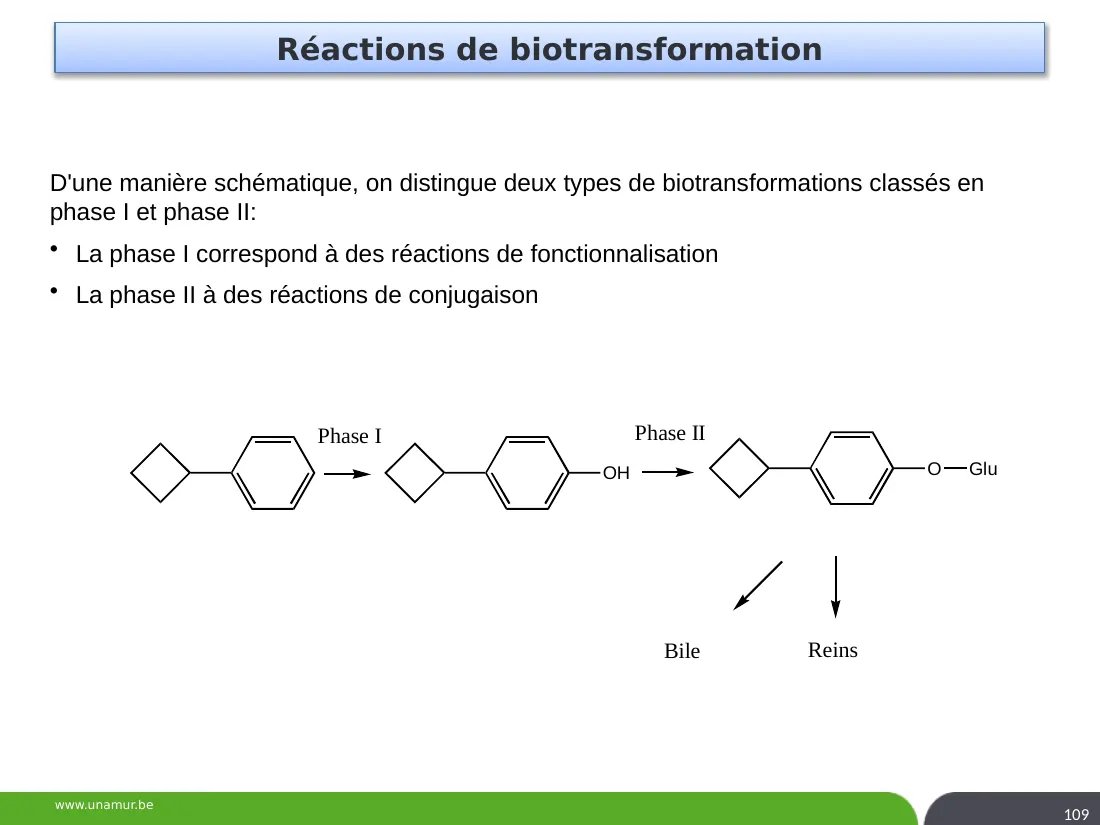 Réactions de biotransformation
D'une manière schématique, on distingue deux types de biotransformations classés en
phase I et phase II:
• La phase I correspond à des réactions de fonctionnalisation
• La phase II à des réactions de conjugaison
Phase I
Phase II
OH
O
Glu
Bile
Reins
www.unamur.be
109